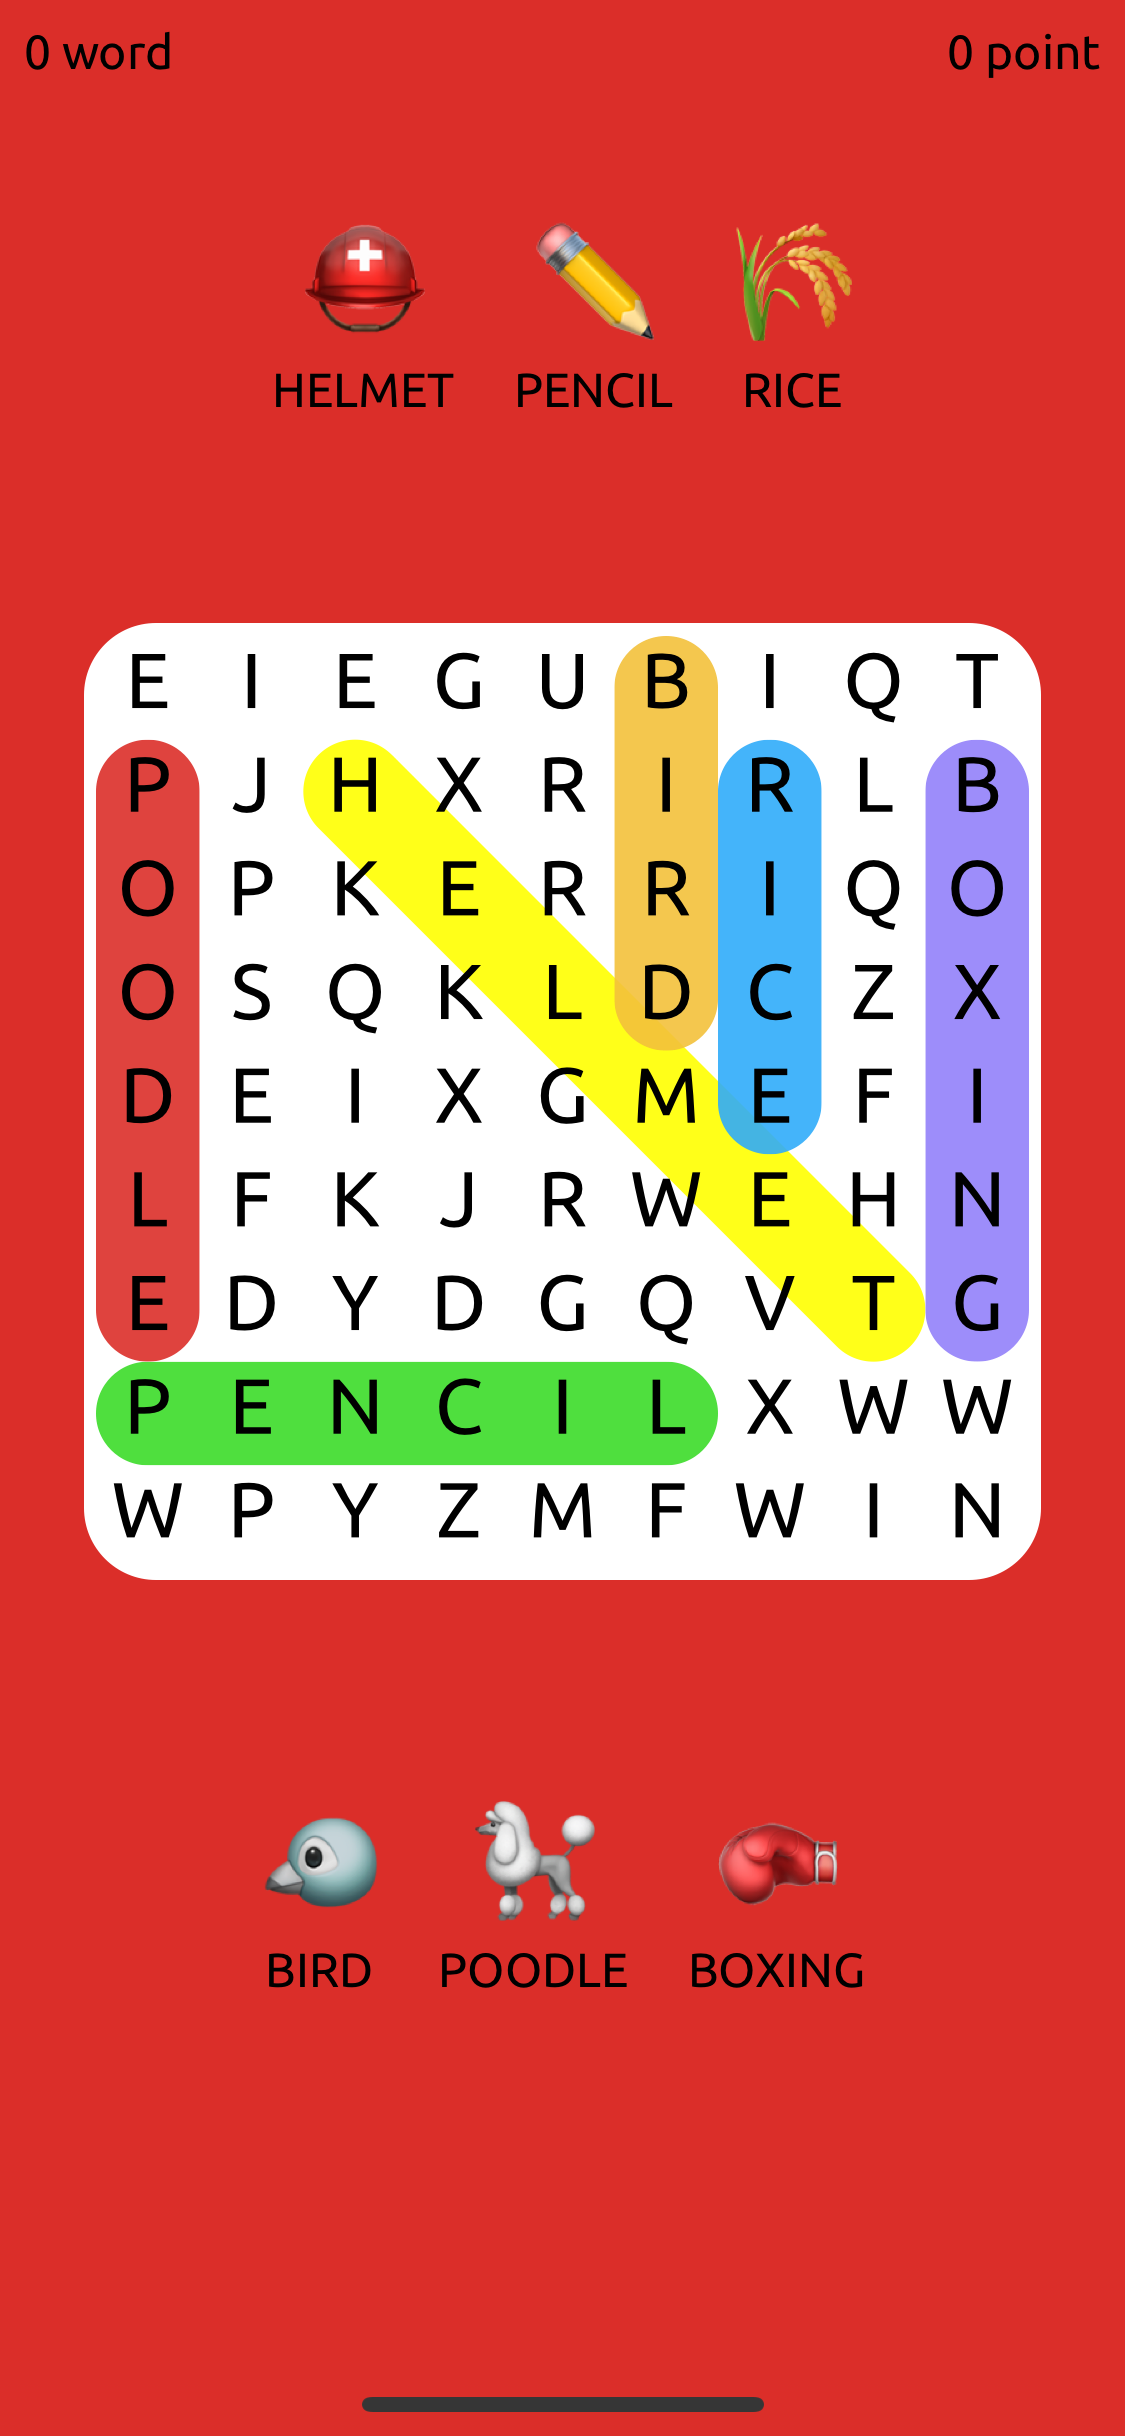 0 word 0 point
HELMET PENCIL RICE
E I E G U B I Q T
P J H X R I R L B
O P K E R R I Q O
O S Q K L D C Z X
D E I X G M E F I
L F K J R W E H N
E D Y D G Q V T G
P E N C I L X W W
W P Y Z M F W I N
BIRD POODLE BOXING